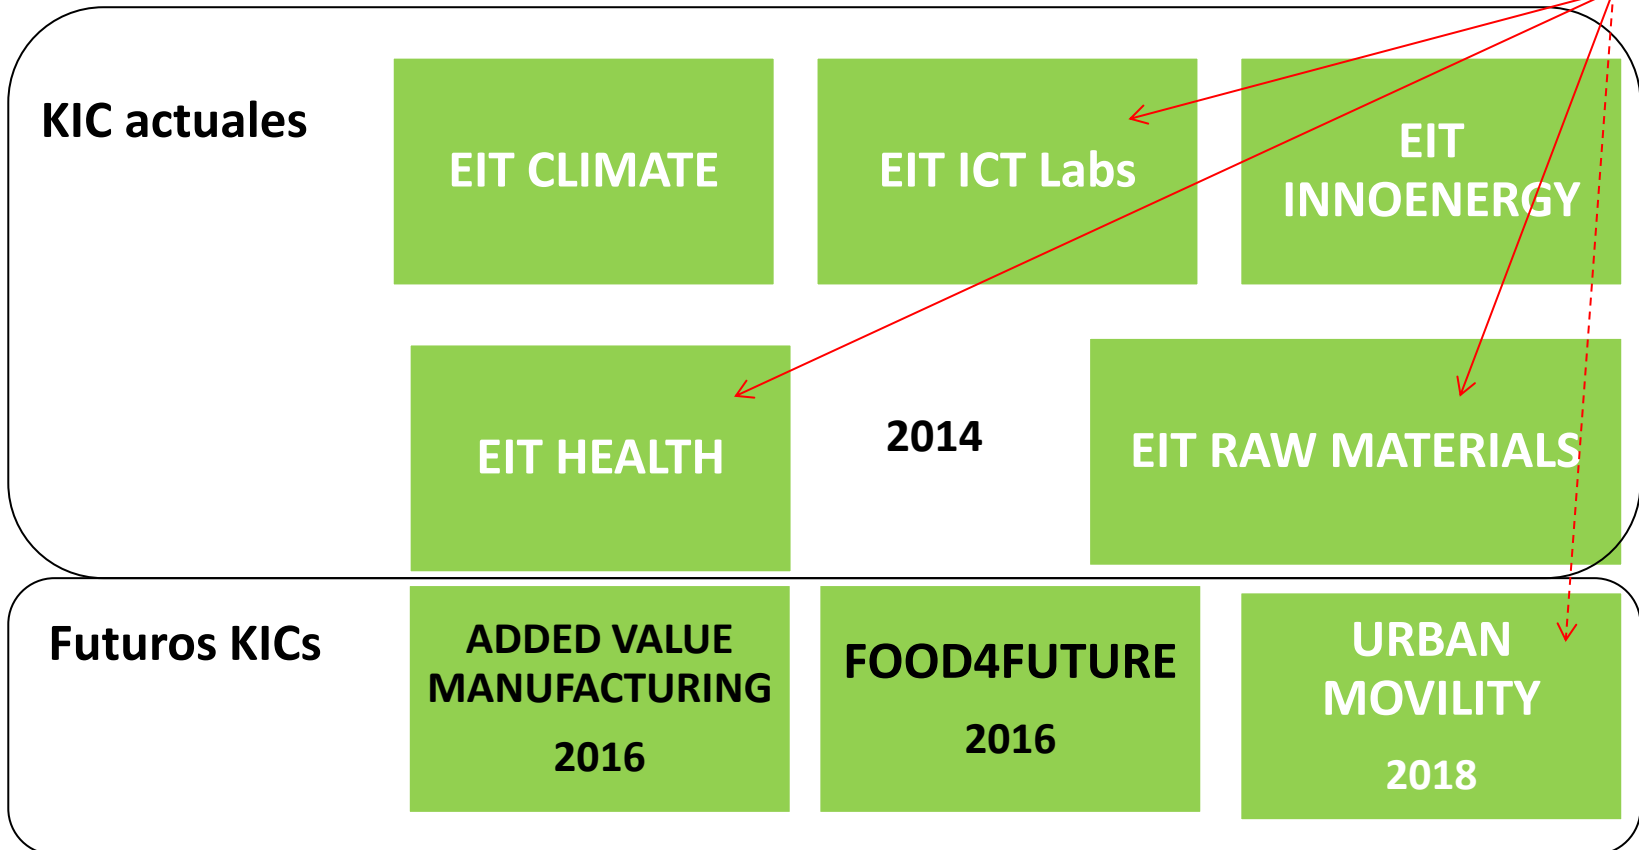 KIC actuales
EIT CLIMATE
EIT ICT Labs
EIT
INNOENERGY
EIT HEALTH
2014
EIT RAW MATERIALS
Futuros KICs
ADDED VALUE
MANUFACTURING
2016
FOOD4FUTURE
2016
URBAN
MOVILITY
2018